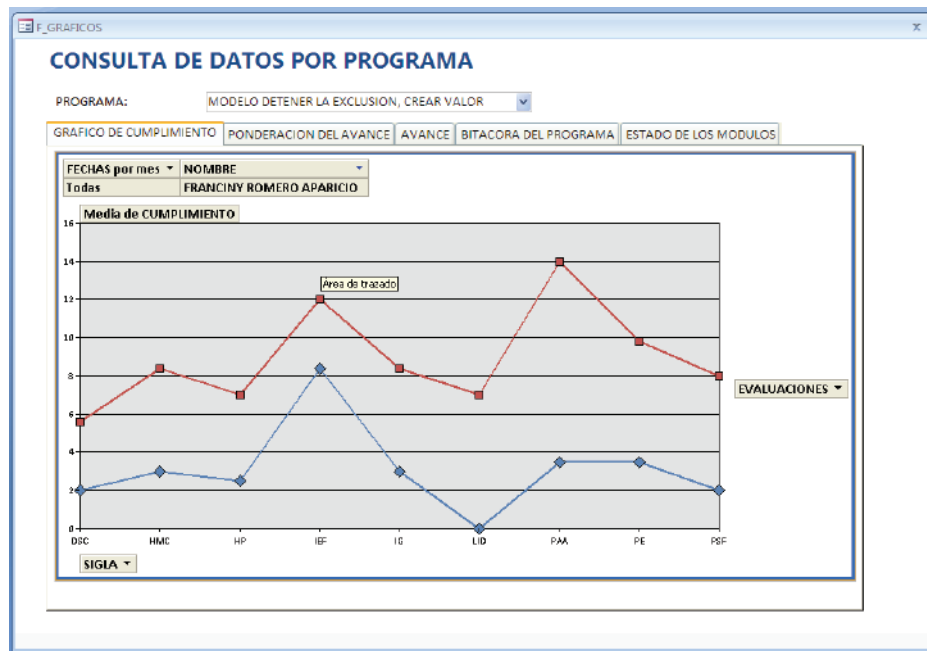 F_GRAFICOS
CONSULTA DE DATOS POR PROGRAMA
PROGRAMA: MODELO DETENER LA EXCLUSION, CREAR VALOR
GRAFICO DE CUMPLIMIENTO PONDERACION DEL AVANCE AVANCE BITACORA DEL PROGRAMA ESTADO DE LOS MODULOS
FECHAS por mes NOMBRE
Todas FRANCINY ROMERO APARICIO
Media de CUMPLIMIENTO
16
14
Área de trazado
12
10
8
EVALUACIONES
6
4
2
0
DSC HMC HP IEF IG LID PAA PE PSF
SIGLA